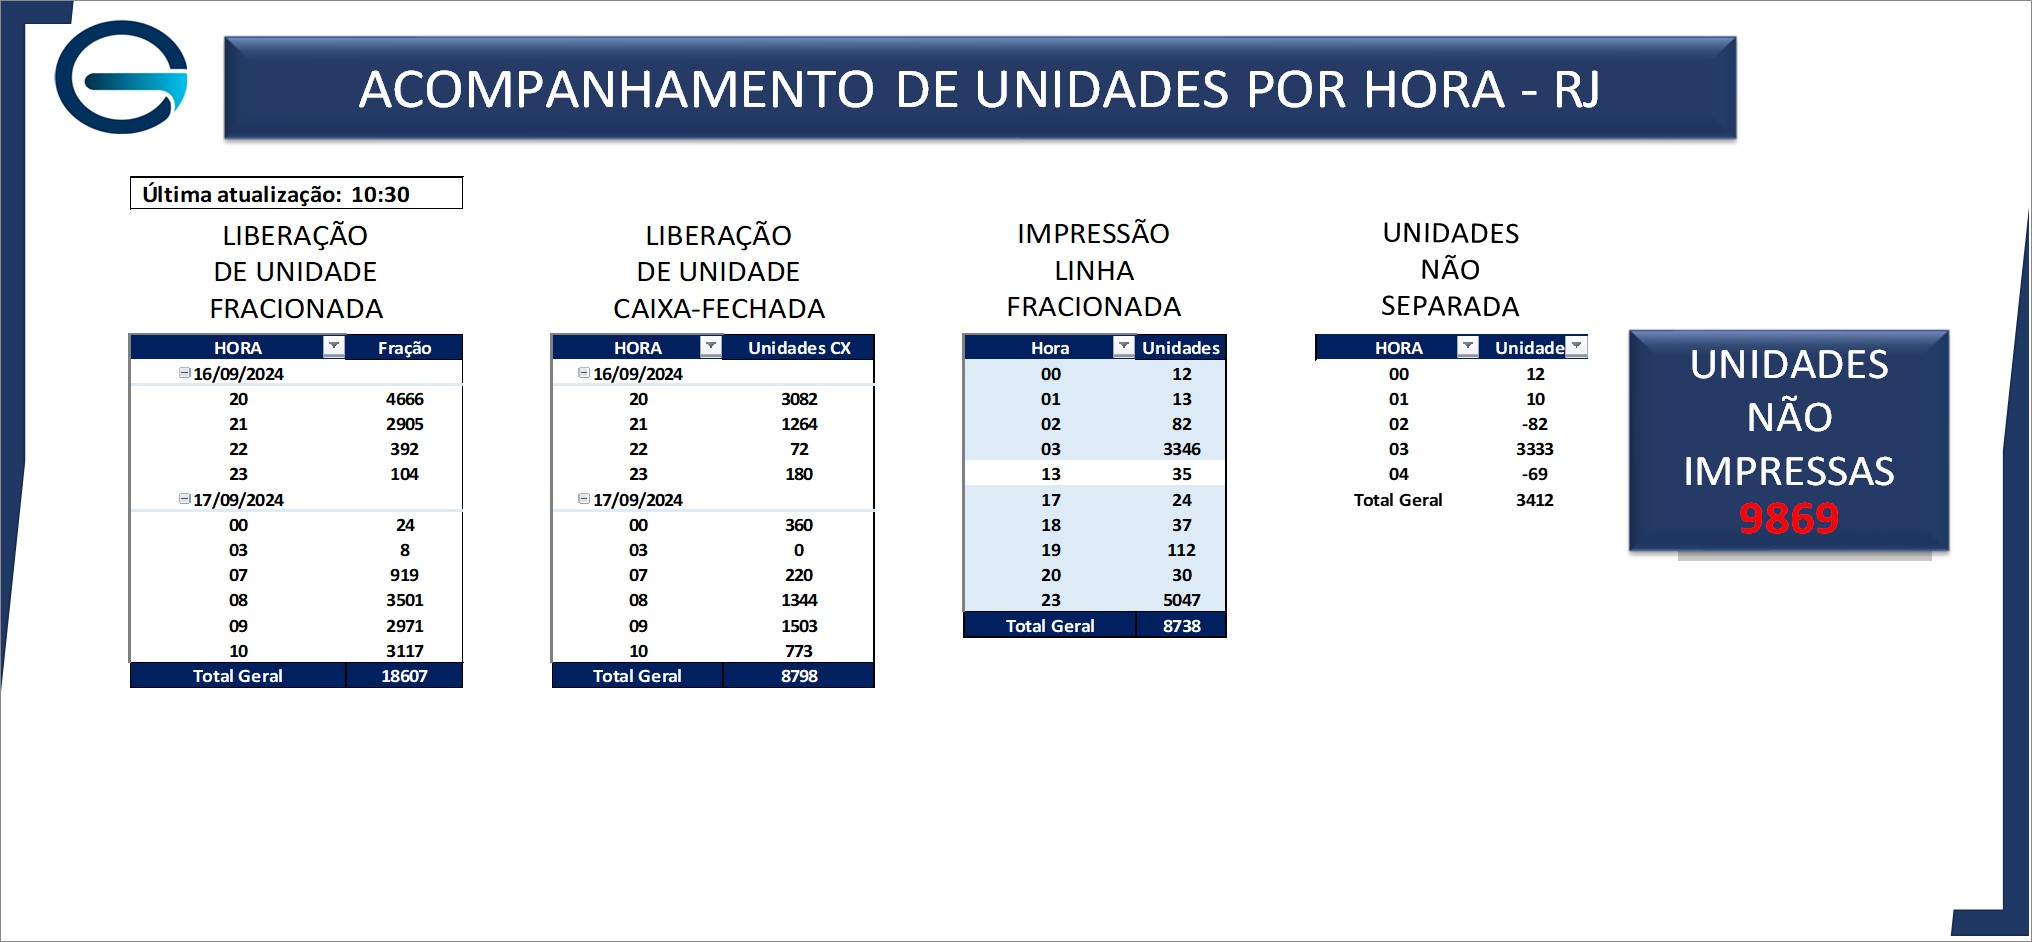 ACOMPANHAMENTO DE UNIDADES POR HORA - RJ
Última atualização: 10:30
LIBERAÇÃO
DE UNIDADE
FRACIONADA
HORA Fração
16/09/2024
20 4666
21 2905
22 392
23 104
17/09/2024
00 24
03 8
07 919
08 3501
09 2971
10 3117
Total Geral 18607
LIBERAÇÃO
DE UNIDADE
CAIXA-FECHADA
HORA Unidades CX
16/09/2024
20 3082
21 1264
22 72
23 180
17/09/2024
00 360
03 0
07 220
08 1344
09 1503
10 773
Total Geral 8798
IMPRESSÃO
LINHA
FRACIONADA
Hora Unidades
00 12
01 13
02 82
03 3346
13 35
17 24
18 37
19 112
20 30
23 5047
Total Geral 8738
UNIDADES
NÃO
SEPARADA
HORA Unidade
00 12
01 10
02 -82
03 3333
04 -69
Total Geral 3412
UNIDADES
NÃO
IMPRESSAS
9869